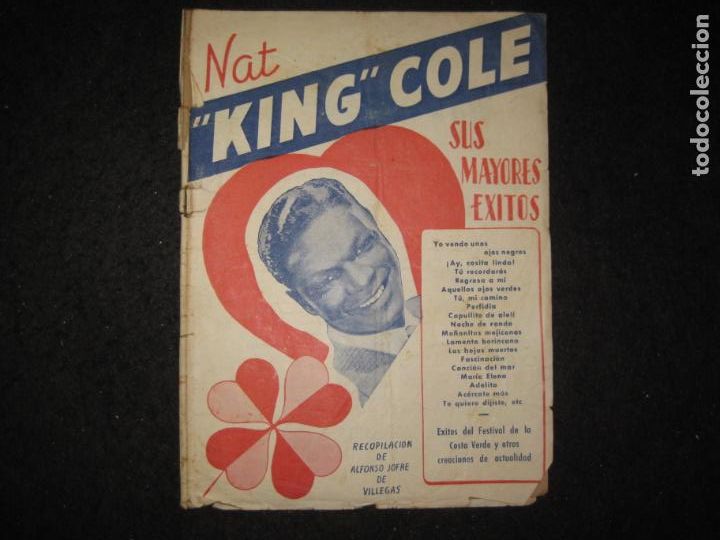 Nat
"KING" COLE
SUS
MAYORES
EXITOS
Yo vendo unos
ojos negros
¡Ay, cosita linda!
Tú recordarás
Regresa a mí
Aquellos ojos verdes
Tú, mi camino
Perfidia
Capullito de alelí
Noche de ronda
Mañanitas mejicanas
Lamento borincano
Las hojas muertas
Fascinación
Canción del mar
María Elena
Adelita
Acércate más
Te quiero dijiste, etc
Exitos del Festival de la
Costa Verde y otras
creaciones de actualidad
RECOPILACION
DE
ALFONSO JOFRE
DE
VILLEGAS
todocoleccion